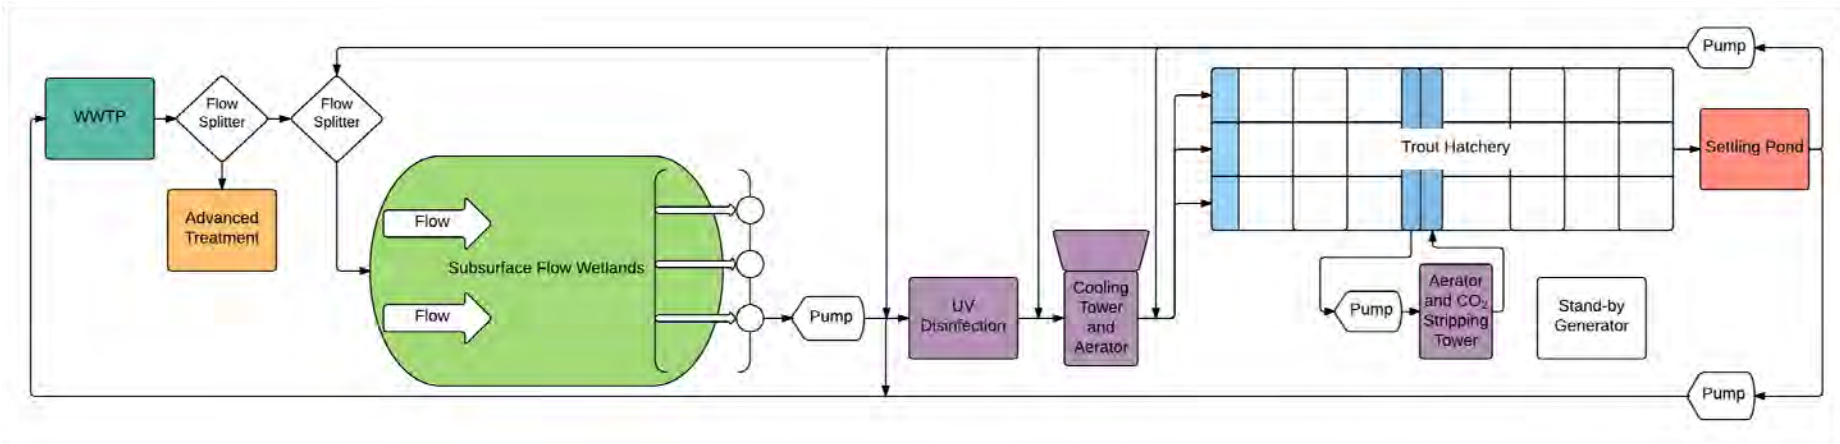 WWTP
Flow
Splitter
Flow
Splitter
Advanced
Treatment
Flow
Subsurface Flow Wetlands
Flow
Pump
UV
Disinfection
Cooling
Tower
and
Aerator
Trout Hatchery
Pump
Aerator
and CO₂
Stripping
Tower
Stand-by
Generator
Pump
Settling Pond
Pump